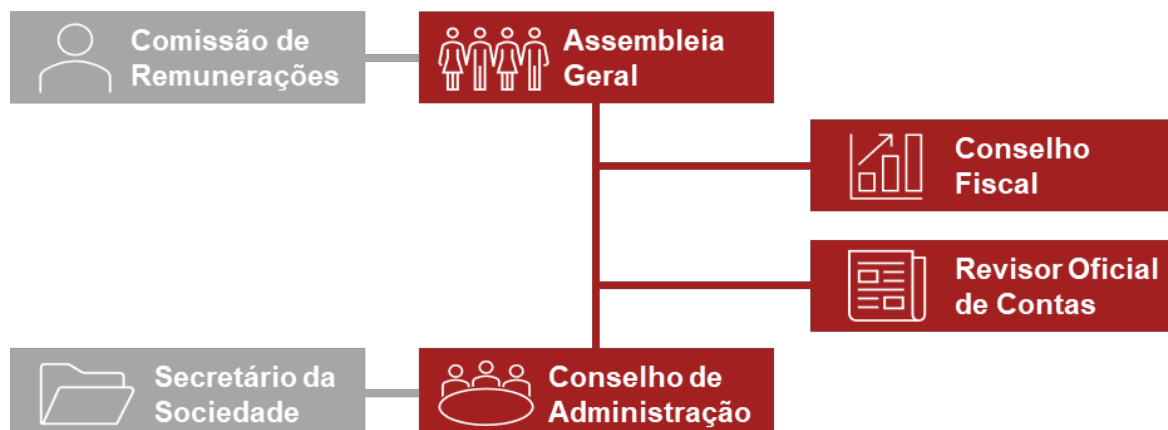 Comissão de
Remunerações
Assembleia
Geral
Conselho
Fiscal
Revisor Oficial
de Contas
Secretário da
Sociedade
Conselho de
Administração